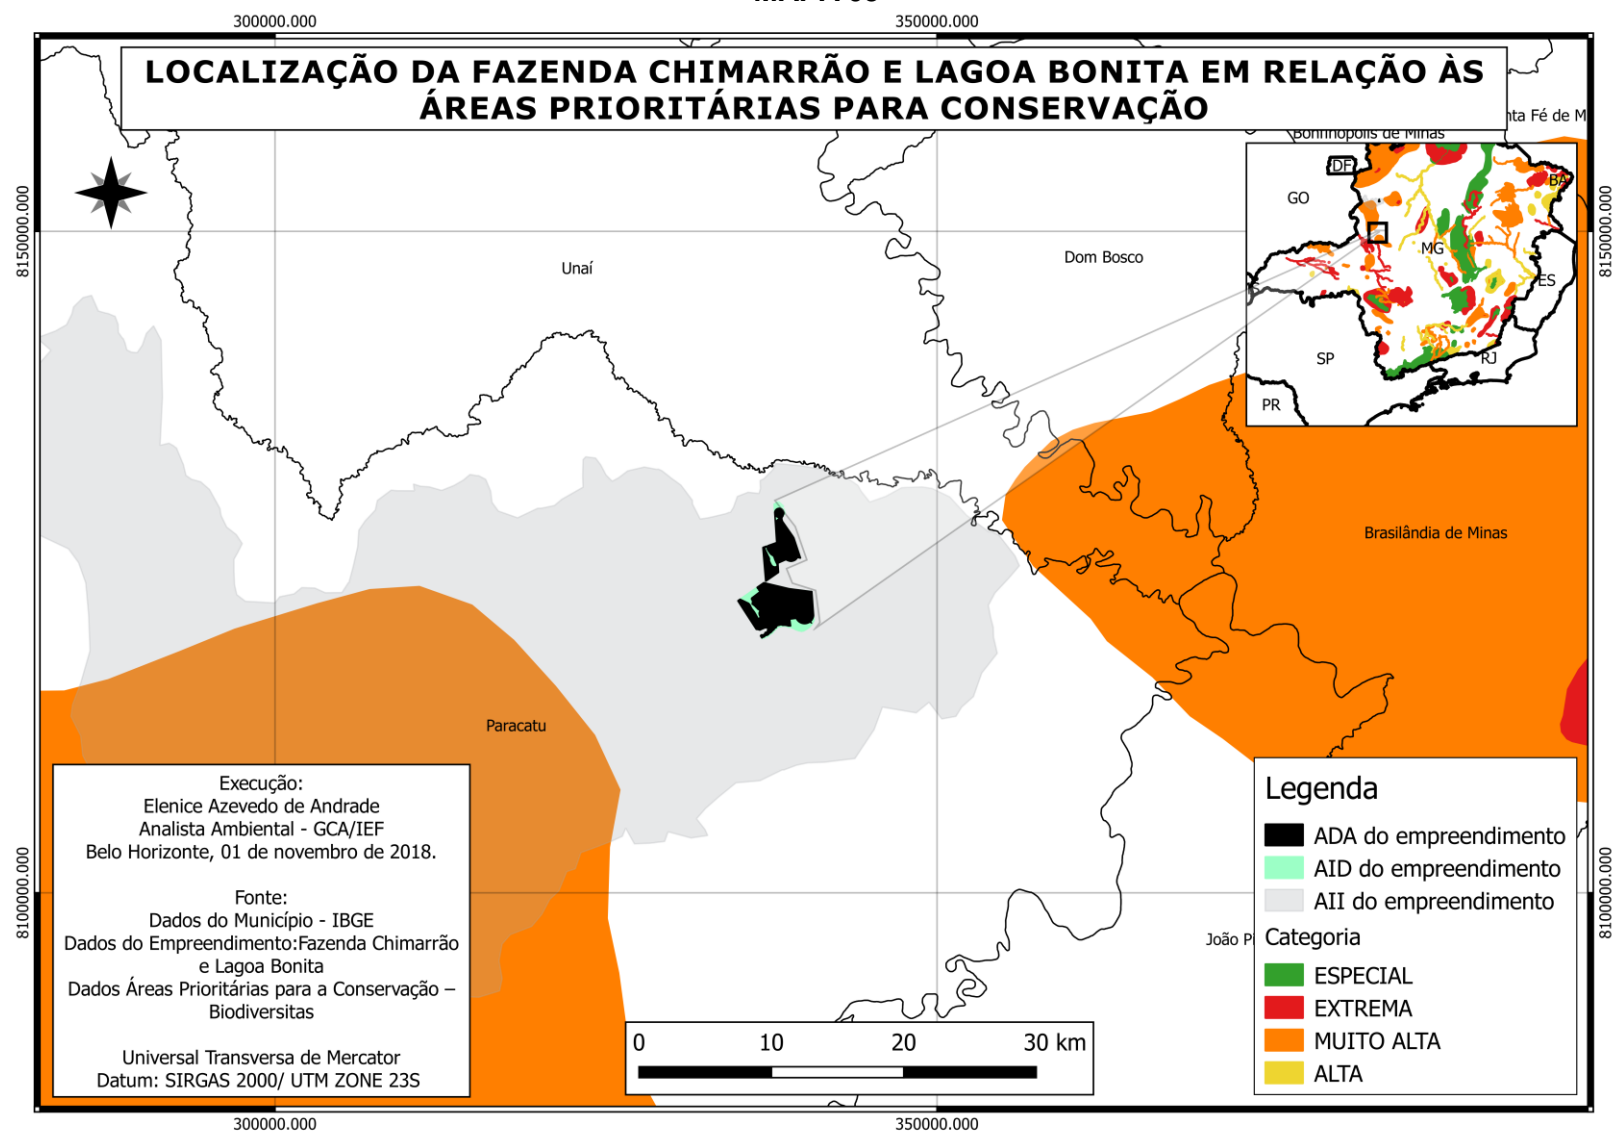 300000.000
350000.000
LOCALIZAÇÃO DA FAZENDA CHIMARRÃO E LAGOA BONITA EM RELAÇÃO ÀS
ÁREAS PRIORITÁRIAS PARA CONSERVAÇÃO
nta Fé de M
Bonfinópolis de Minas
8150000.000
8150000.000
DF
BA
GO
MG
ES
SP
RJ
PR
Unaí
Dom Bosco
Brasilândia de Minas
Paracatu
João Pi
Execução:
Elenice Azevedo de Andrade
Analista Ambiental - GCA/IEF
Belo Horizonte, 01 de novembro de 2018.
Fonte:
Dados do Município - IBGE
Dados do Empreendimento:Fazenda Chimarrão
e Lagoa Bonita
Dados Áreas Prioritárias para a Conservação –
Biodiversitas
Universal Transversa de Mercator
Datum: SIRGAS 2000/ UTM ZONE 23S
Legenda
ADA do empreendimento
AID do empreendimento
AII do empreendimento
Categoria
ESPECIAL
EXTREMA
MUITO ALTA
ALTA
8100000.000
8100000.000
0 10 20 30 km
300000.000
350000.000